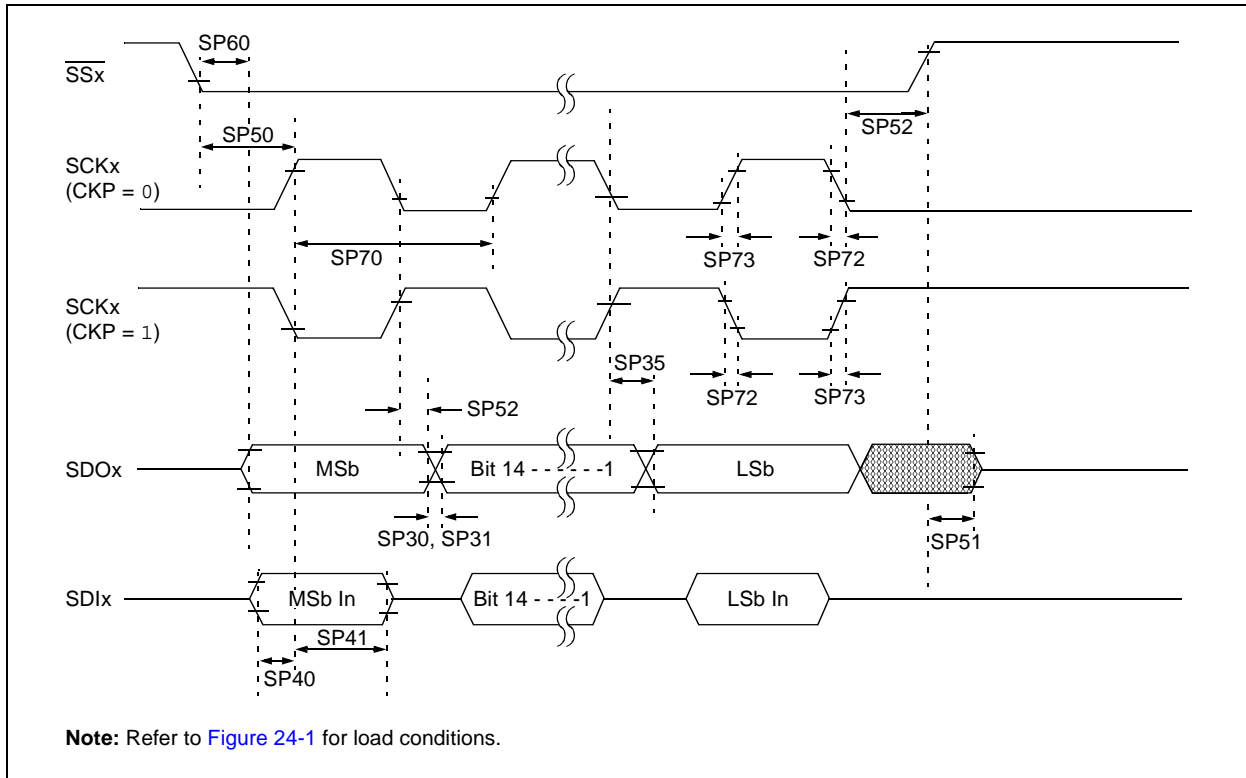 SP60
SSx
SP52
SP50
SCKx
(CKP = 0)
SP70
SP73
SP72
SCKx
(CKP = 1)
SP35
SP72
SP73
SP52
SDOx
MSb
Bit 14 - - - - - -1
LSb
SP30, SP31
SP51
SDIx
MSb In
Bit 14 - - - -1
LSb In
SP41
SP40
Note: Refer to Figure 24-1 for load conditions.